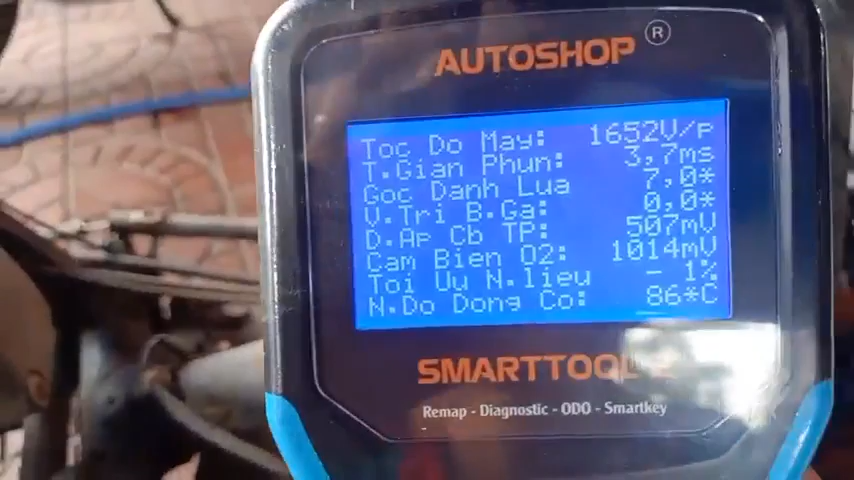 AUTOSHOP ®
Toc Do May: 1652V/p
T.Gian Phun: 3,7ms
Goc Danh Lua 7,0*
V.Tri B.Ga: 0,0*
D.Ap Cb TP: 507mV
Cam Bien O2: 1014mV
Toi Uu N.lieu - 1%
N.Do Dong Co: 86*C
SMARTTOOL
Remap - Diagnostic - ODO - Smartkey